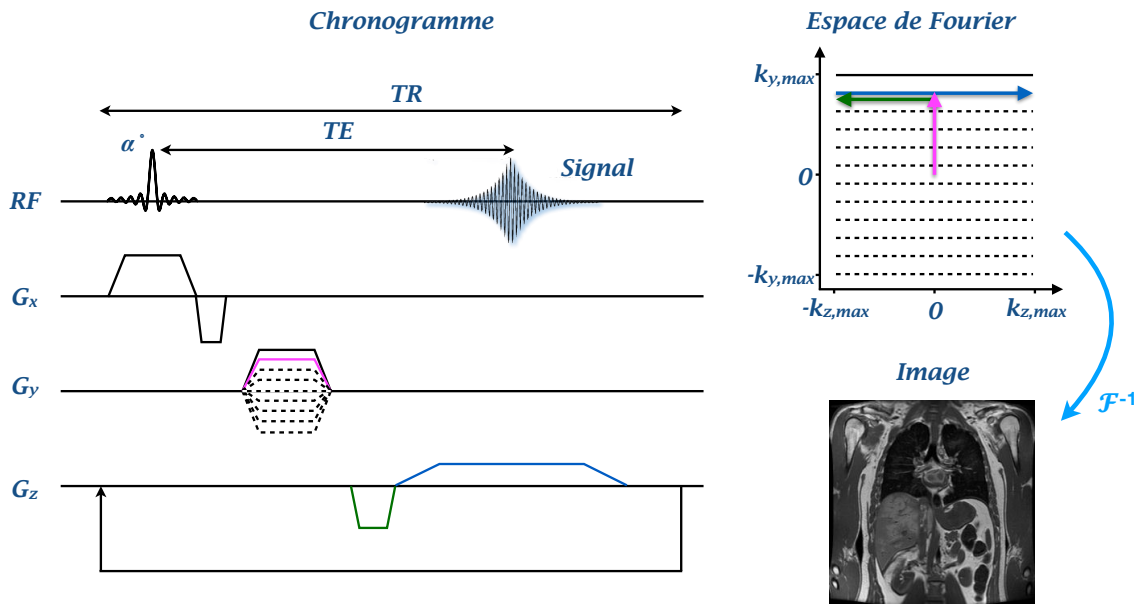 Chronogramme
Espace de Fourier
TR
TE
α°
Signal
RF
Gx
Gy
Gz
ky,max
0
-ky,max
-kz,max
0
kz,max
Image
F-1